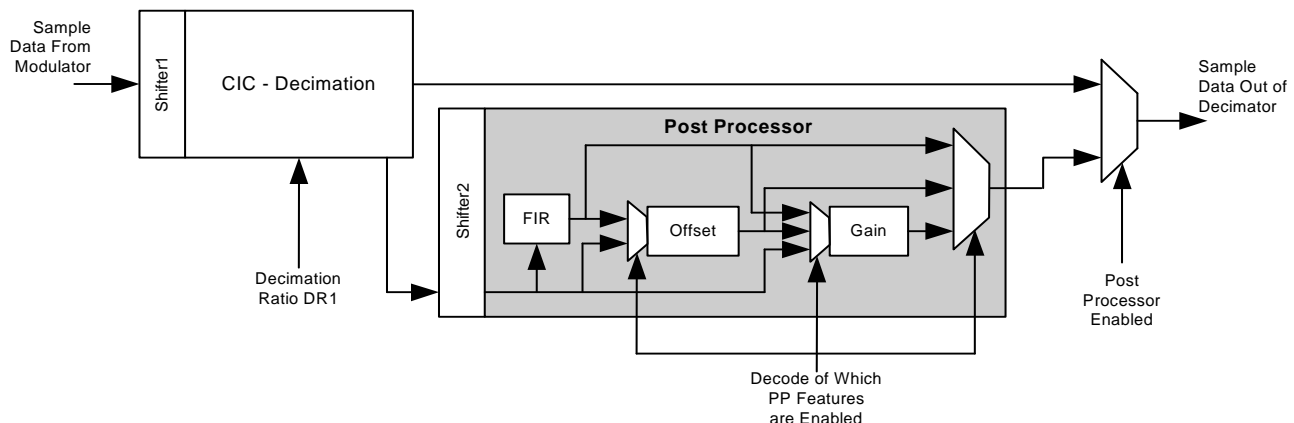 Sample
Data From
Modulator
Shifter1
CIC - Decimation
Sample
Data Out of
Decimator
Post Processor
Shifter2
FIR
Offset
Gain
Decimation
Ratio DR1
Post
Processor
Enabled
Decode of Which
PP Features
are Enabled